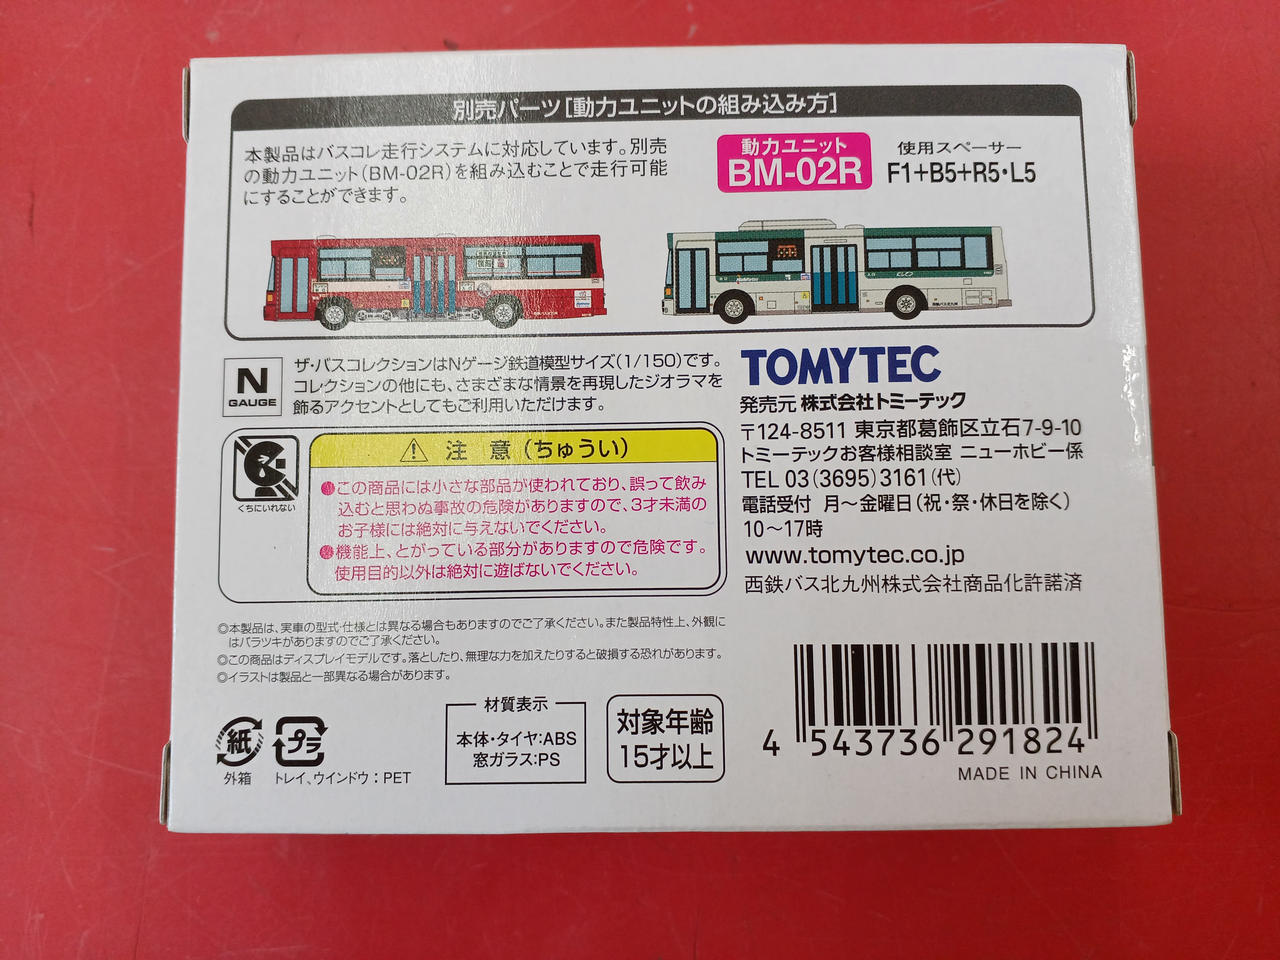 別売パーツ[動力ユニットの組み込み方]
本製品はバスコレ走行システムに対応しています。別売
の動力ユニット(BM-02R)を組み込むことで走行可能
にすることができます。
動力ユニット
BM-02R
使用スペーサー
F1+B5+R5・L5
N
GAUGE
ザ・バスコレクションはNゲージ鉄道模型サイズ(1/150)です。
コレクションの他にも、さまざまな情景を再現したジオラマを
飾るアクセントとしてもご利用いただけます。
くちにいれない
注 意(ちゅうい)
この商品には小さな部品が使われており、誤って飲み
込むと思わぬ事故の危険がありますので、3才未満の
お子様には絶対に与えないでください。
機能上、とがっている部分がありますので危険です。
使用目的以外は絶対に遊ばないでください。
TOMYTEC
発売元 株式会社トミーテック
〒124-8511 東京都葛飾区立石7-9-10
トミーテックお客様相談室 ニューホビー係
TEL 03(3695)3161(代)
電話受付 月〜金曜日(祝・祭・休日を除く)
10〜17時
www.tomytec.co.jp
西鉄バス北九州株式会社商品化許諾済
◎本製品は、実車の型式・仕様とは異なる場合もありますのでご了承ください。また製品特性上、外観に
はバラツキがありますのでご了承ください。
◎この商品はディスプレイモデルです。落としたり、無理な力を加えたりすると破損する恐れがあります。
◎イラストは製品と一部異なる場合があります。
紙
外箱
プラ
トレイ、ウインドウ:PET
材質表示
本体・タイヤ:ABS
窓ガラス:PS
対象年齢
15才以上
4 543736 291824
MADE IN CHINA